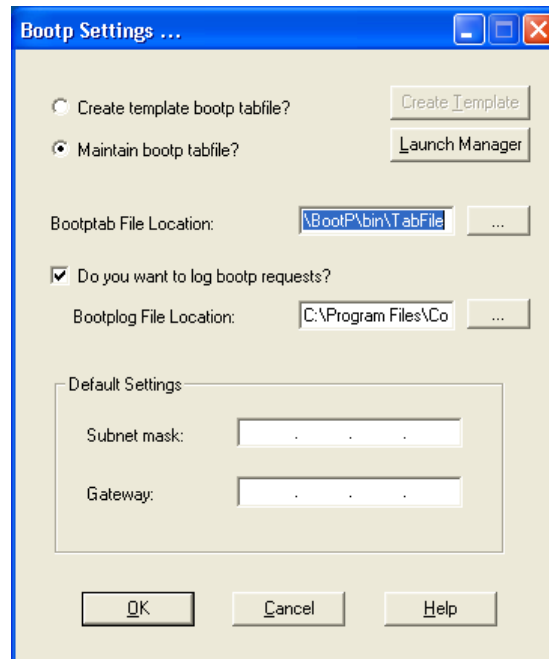 Bootp Settings ...
Create template bootp tabfile?
Create Template
Maintain bootp tabfile?
Launch Manager
Bootptab File Location:
\BootP\bin\TabFile
...
Do you want to log bootp requests?
Bootplog File Location:
C:\Program Files\Co
...
Default Settings
Subnet mask:
. . .
Gateway:
. . .
OK
Cancel
Help